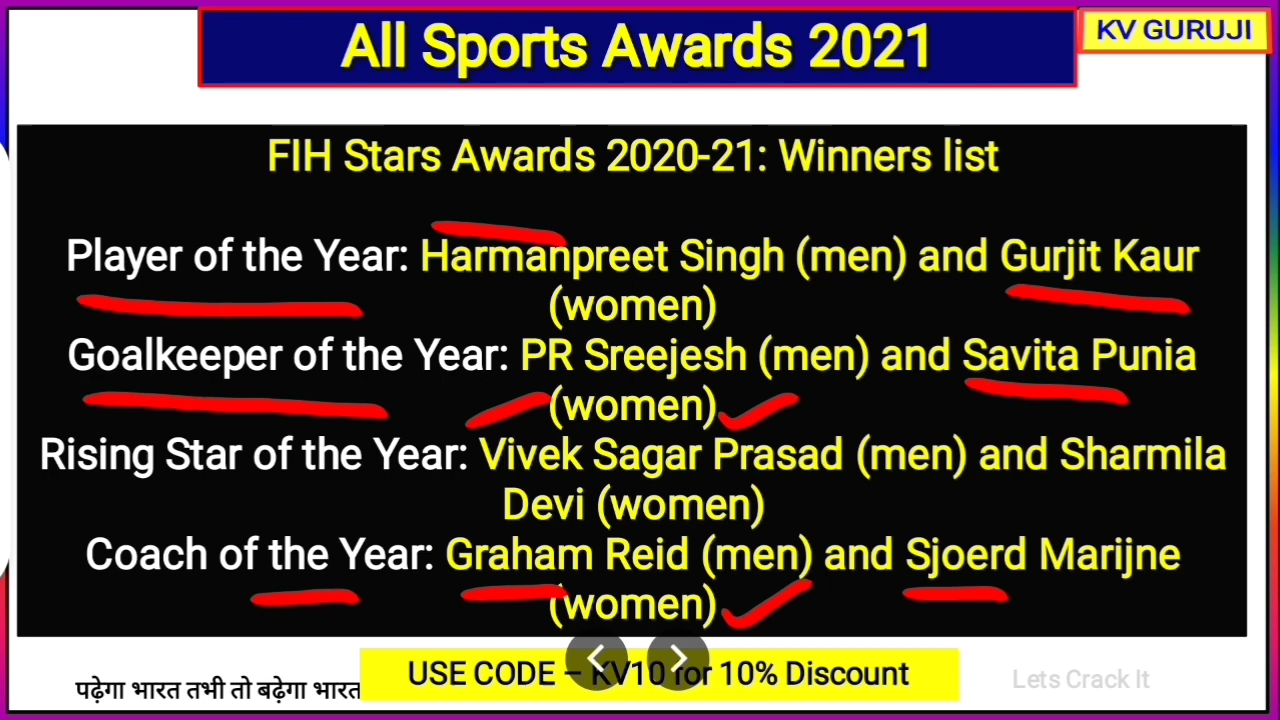 All Sports Awards 2021
KV GURUJI
FIH Stars Awards 2020-21: Winners list
Player of the Year: Harmanpreet Singh (men) and Gurjit Kaur
(women)
Goalkeeper of the Year: PR Sreejesh (men) and Savita Punia
(women)
Rising Star of the Year: Vivek Sagar Prasad (men) and Sharmila
Devi (women)
Coach of the Year: Graham Reid (men) and Sjoerd Marijne
(women)
USE CODE – KV10 for 10% Discount
पढ़ेगा भारत तभी तो बढ़ेगा भारत
Lets Crack It